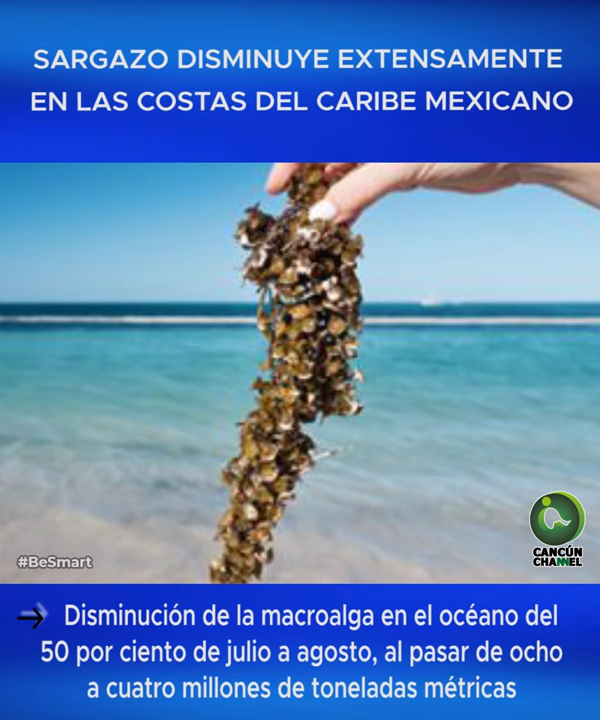 SARGAZO DISMINUYE EXTENSAMENTE
EN LAS COSTAS DEL CARIBE MEXICANO
#BeSmart
CANCÚN
CHANNEL
→ Disminución de la macroalga en el océano del
50 por ciento de julio a agosto, al pasar de ocho
a cuatro millones de toneladas métricas